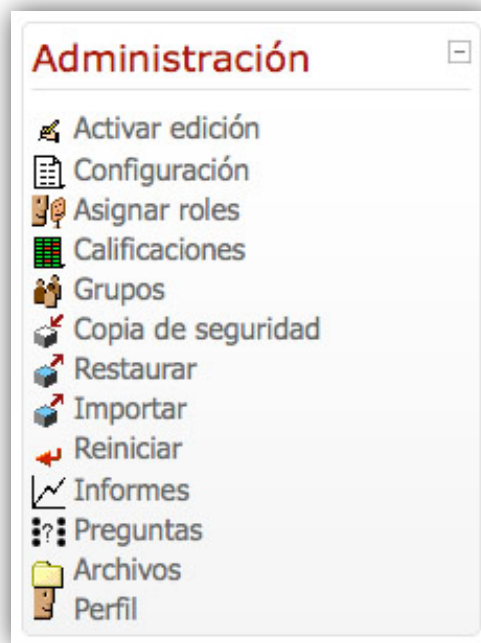 Administración
Activar edición
Configuración
Asignar roles
Calificaciones
Grupos
Copia de seguridad
Restaurar
Importar
Reiniciar
Informes
Preguntas
Archivos
Perfil